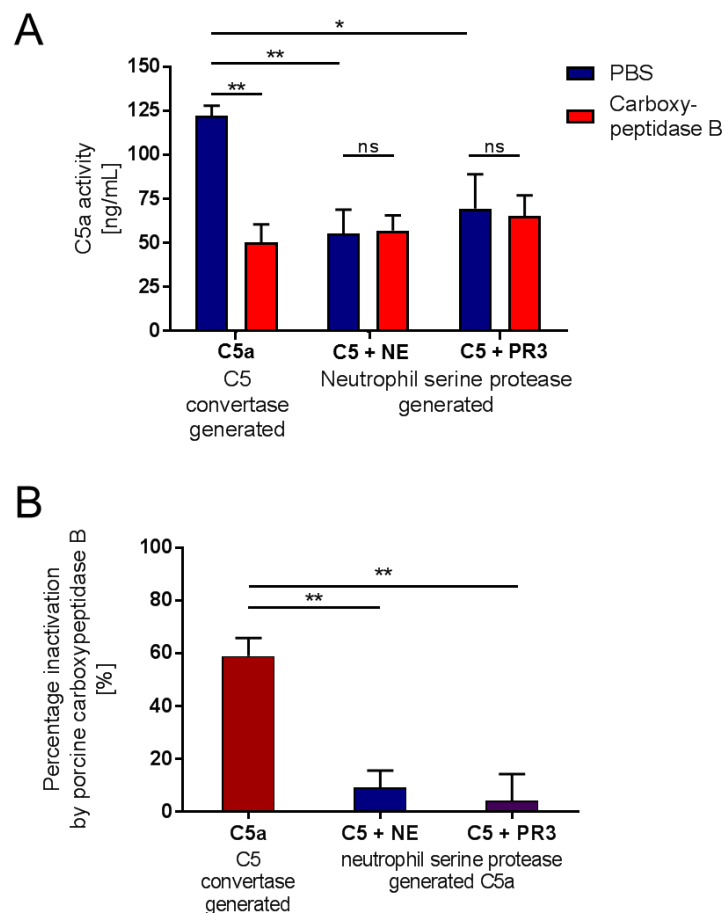 A
*
**
**
ns
ns
150
125
100
75
50
25
0
C5a activity
[ng/mL]
PBS
Carboxy-
peptidase B
C5a
C5 + NE
C5 + PR3
C5
convertase
generated
Neutrophil serine protease
generated
B
**
**
100
80
60
40
20
0
Percentage inactivation
by porcine carboxypeptidase B
[%]
C5a
C5 + NE
C5 + PR3
C5
convertase
generated
neutrophil serine protease
generated C5a